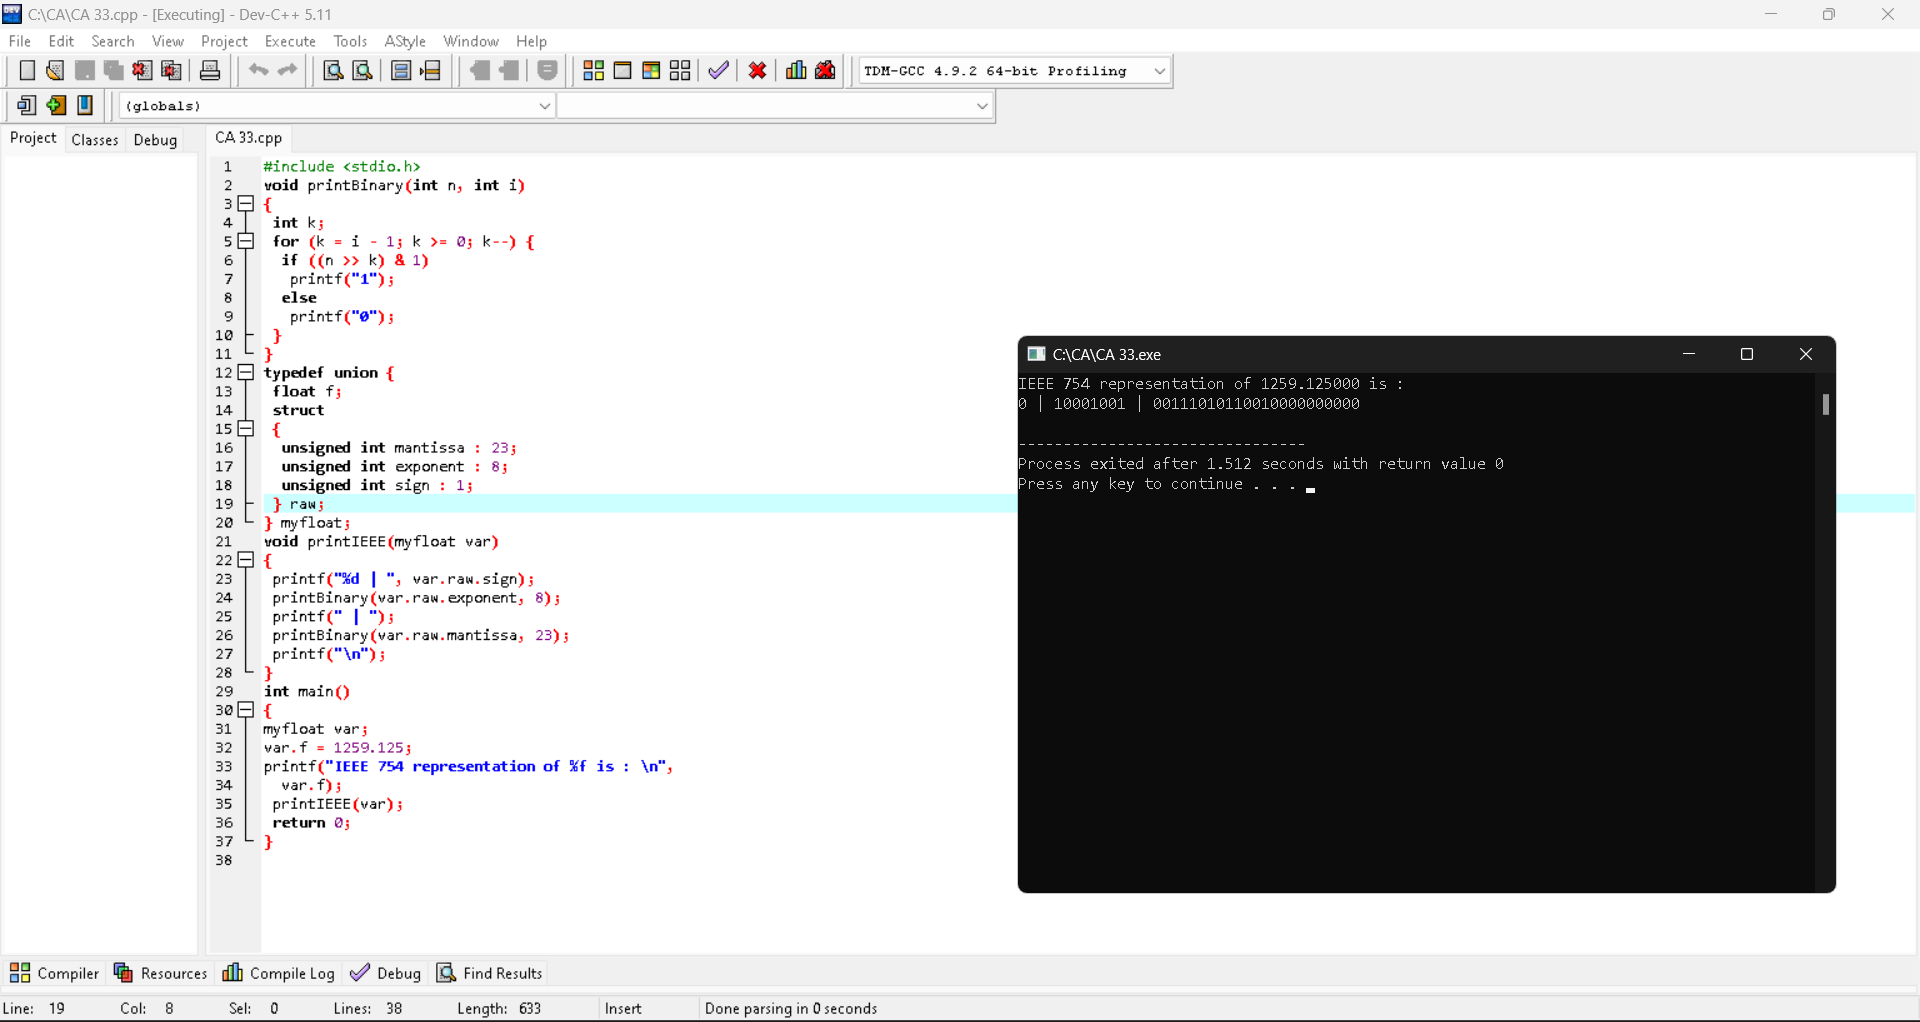 C:\CA\CA 33.cpp - [Executing] - Dev-C++ 5.11
File Edit Search View Project Execute Tools AStyle Window Help
TDM-GCC 4.9.2 64-bit Profiling
(globals)
Project Classes Debug
CA 33.cpp
1 #include <stdio.h>
2 void printBinary(int n, int i)
3 {
4 int k;
5 for (k = i - 1; k >= 0; k--) {
6 if ((n >> k) & 1)
7 printf("1");
8 else
9 printf("0");
10 }
11 }
12 typedef union {
13 float f;
14 struct
15 {
16 unsigned int mantissa : 23;
17 unsigned int exponent : 8;
18 unsigned int sign : 1;
19 } raw;
20 } myfloat;
21 void printIEEE(myfloat var)
22 {
23 printf("%d | ", var.raw.sign);
24 printBinary(var.raw.exponent, 8);
25 printf(" | ");
26 printBinary(var.raw.mantissa, 23);
27 printf("\n");
28 }
29 int main()
30 {
31 myfloat var;
32 var.f = 1259.125;
33 printf("IEEE 754 representation of %f is : \n",
34 var.f);
35 printIEEE(var);
36 return 0;
37 }
38
C:\CA\CA 33.exe
IEEE 754 representation of 1259.125000 is :
0 | 10001001 | 00111010110010000000000
--------------------------------
Process exited after 1.512 seconds with return value 0
Press any key to continue . . .
Compiler Resources Compile Log Debug Find Results
Line: 19 Col: 8 Sel: 0 Lines: 38 Length: 633 Insert Done parsing in 0 seconds